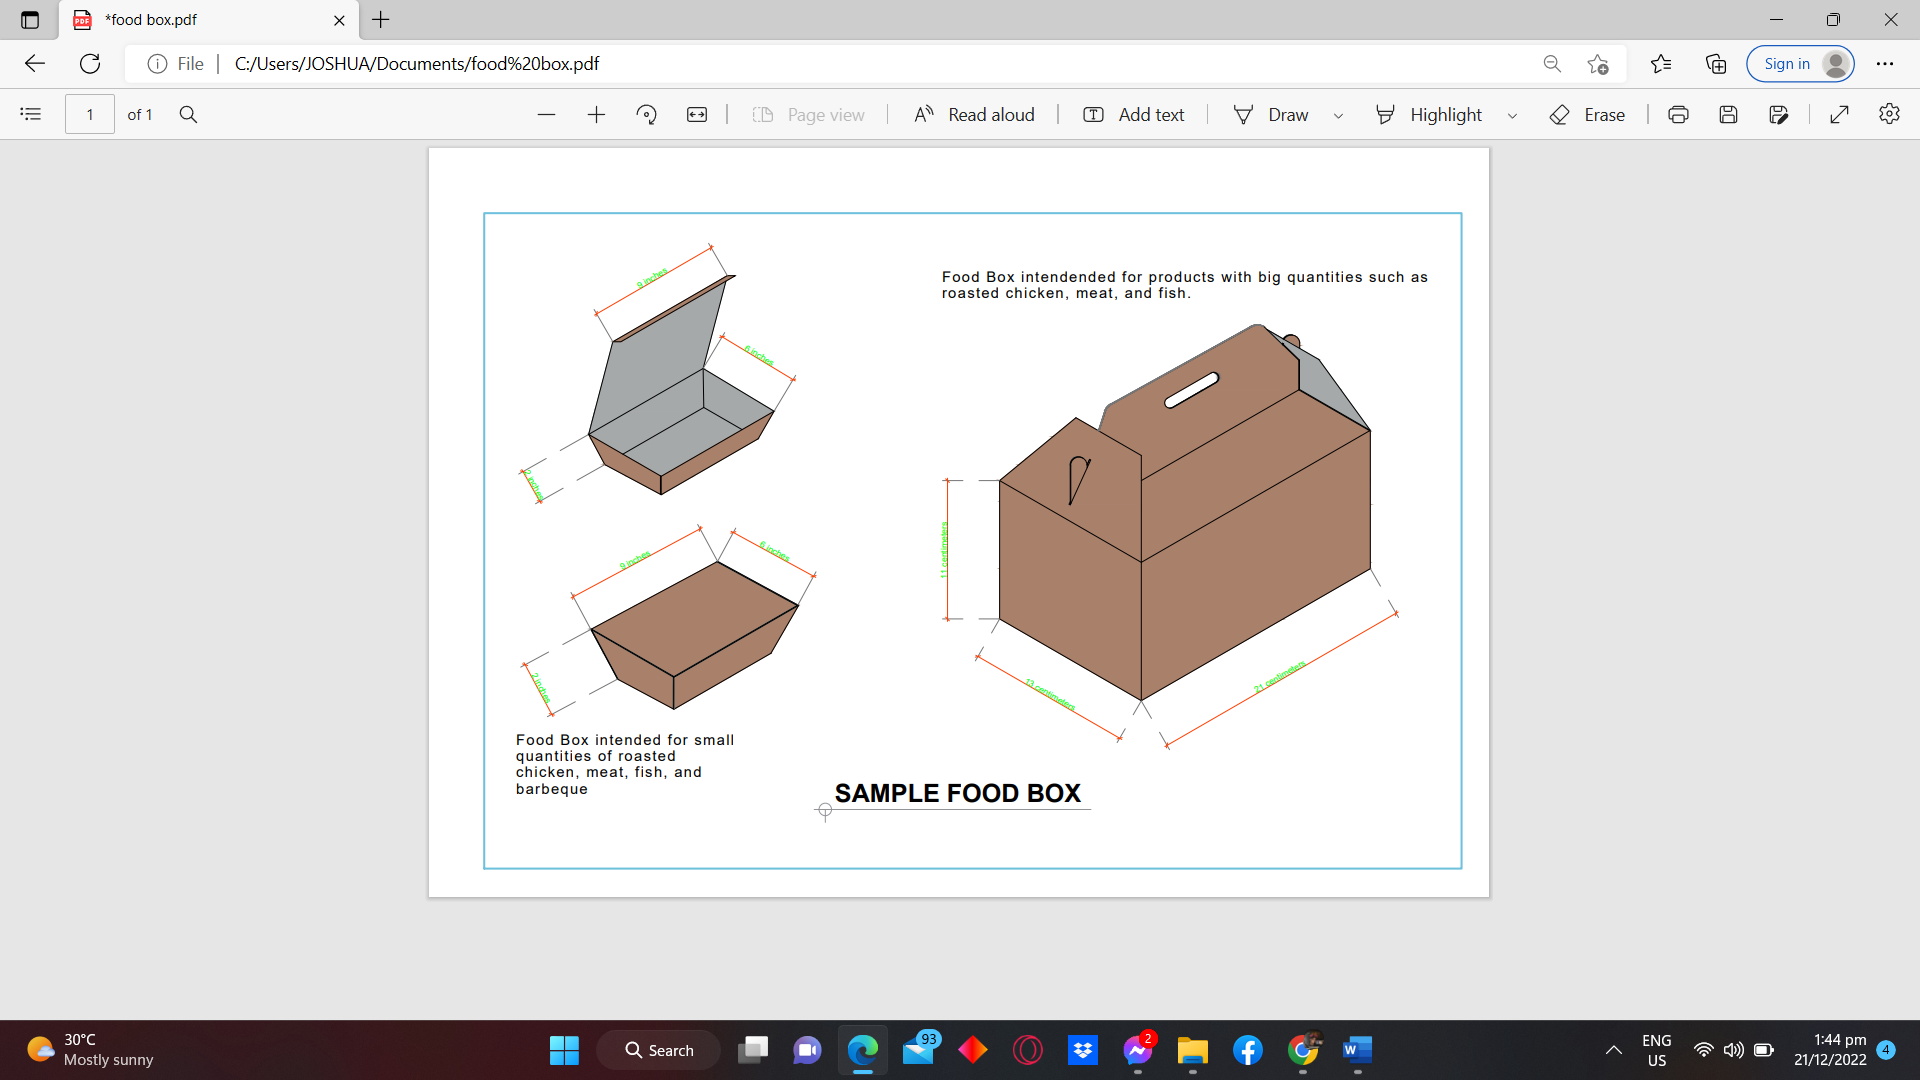 *food box.pdf
File
C:/Users/JOSHUA/Documents/food%20box.pdf
Sign in
1
of 1
Page view
Read aloud
Add text
Draw
Highlight
Erase
9 inches
6 inches
2 inches
Food Box intendended for products with big quantities such as
roasted chicken, meat, and fish.
9 inches
6 inches
2 inches
11 centimeters
13 centimeters
21 centimeters
Food Box intended for small
quantities of roasted
chicken, meat, fish, and
barbeque
SAMPLE FOOD BOX
30°C
Mostly sunny
Search
93
2
W
ENG
US
1:44 pm
21/12/2022
4